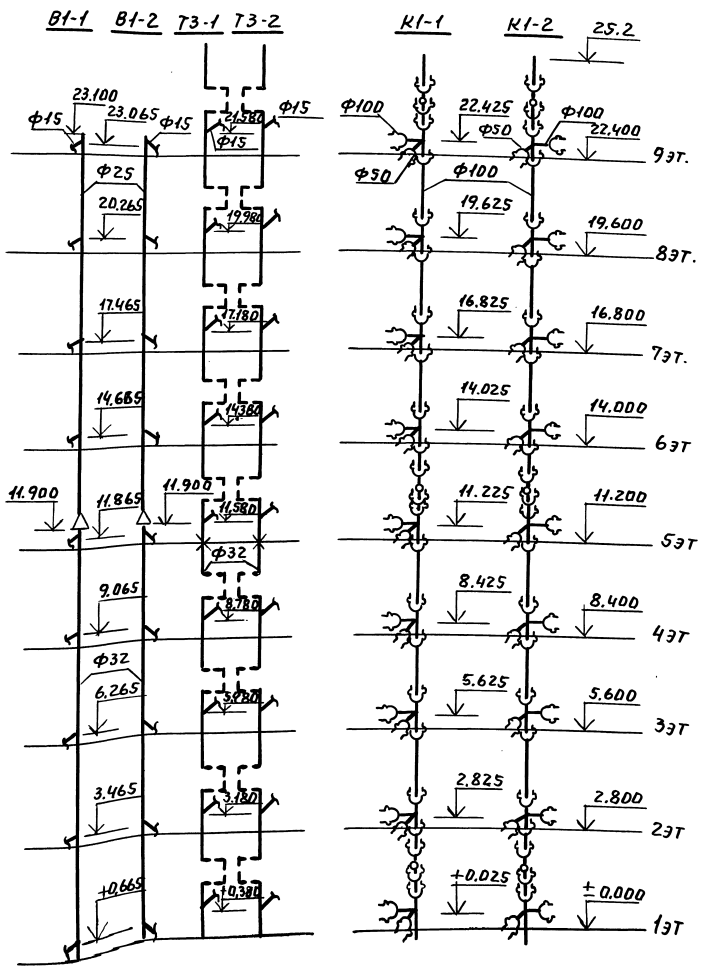 В1-1 В1-2 Т3-1 Т3-2 К1-1 К1-2
25.2
23.100 23.065 21.580 22.425 22.400
Ф15 Ф15 Ф15 Ф15 Ф100 Ф50 Ф50 Ф100
9эт.
Ф25 Ф100
20.265 19.980 19.625 19.600 8эт.
17.465 17.180 16.825 16.800 7эт.
14.665 14.380 14.025 14.000 6эт
11.900 11.865 11.900 11.580 11.225 11.200 5эт
Ф32
9.065 8.780 8.425 8.400 4эт
Ф32
6.265 5.980 5.625 5.600 3эт
3.465 3.180 2.825 2.800 2эт
+0,665 +0,380 +0,025 ±0,000 1эт